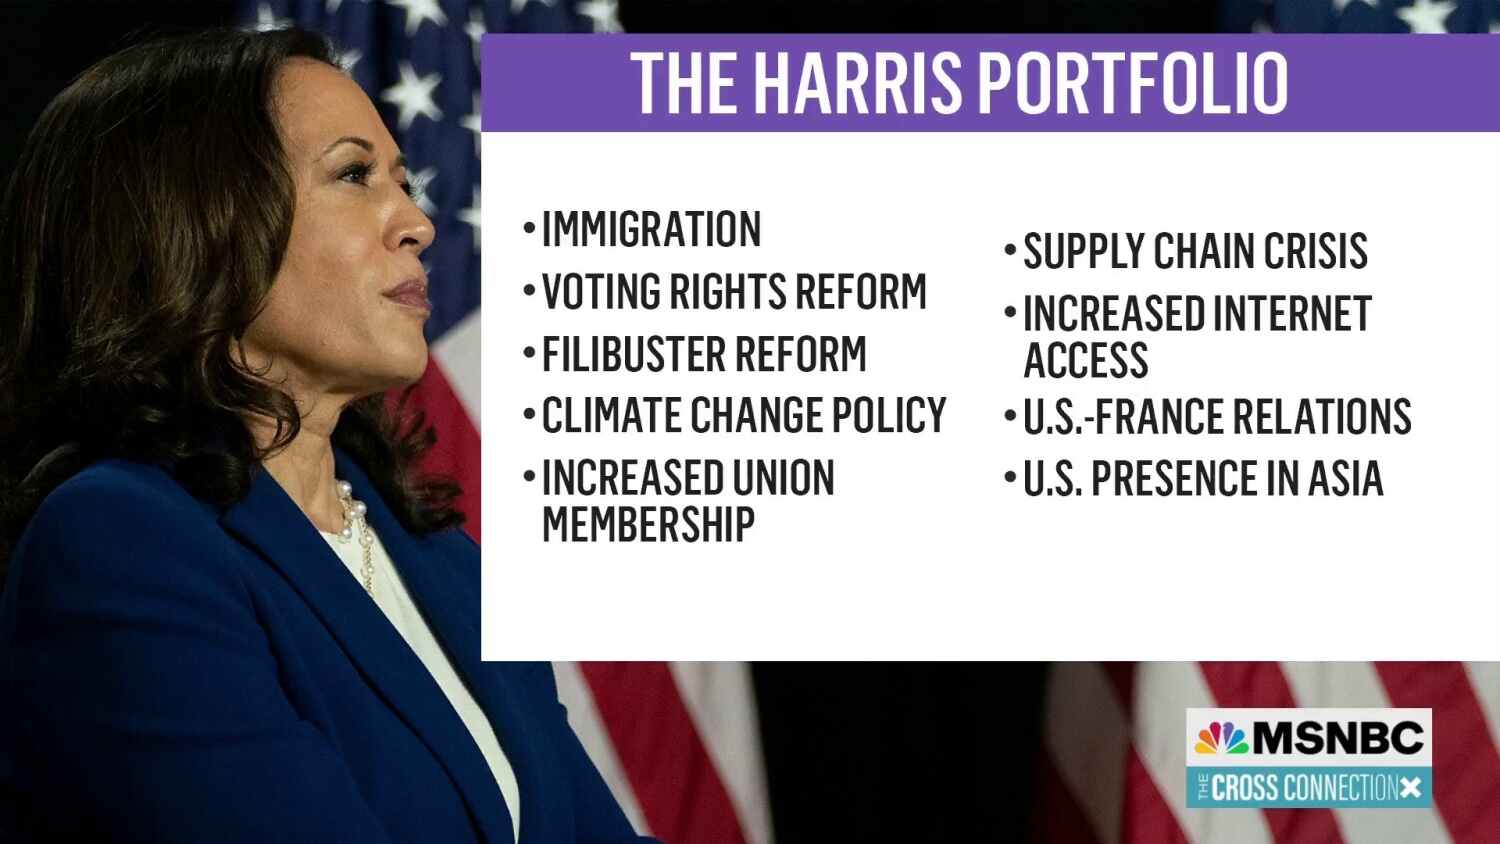 THE HARRIS PORTFOLIO
•IMMIGRATION
•VOTING RIGHTS REFORM
•FILIBUSTER REFORM
•CLIMATE CHANGE POLICY
•INCREASED UNION
MEMBERSHIP
•SUPPLY CHAIN CRISIS
•INCREASED INTERNET
ACCESS
•U.S.-FRANCE RELATIONS
•U.S. PRESENCE IN ASIA
MSNBC
THE CROSS CONNECTION